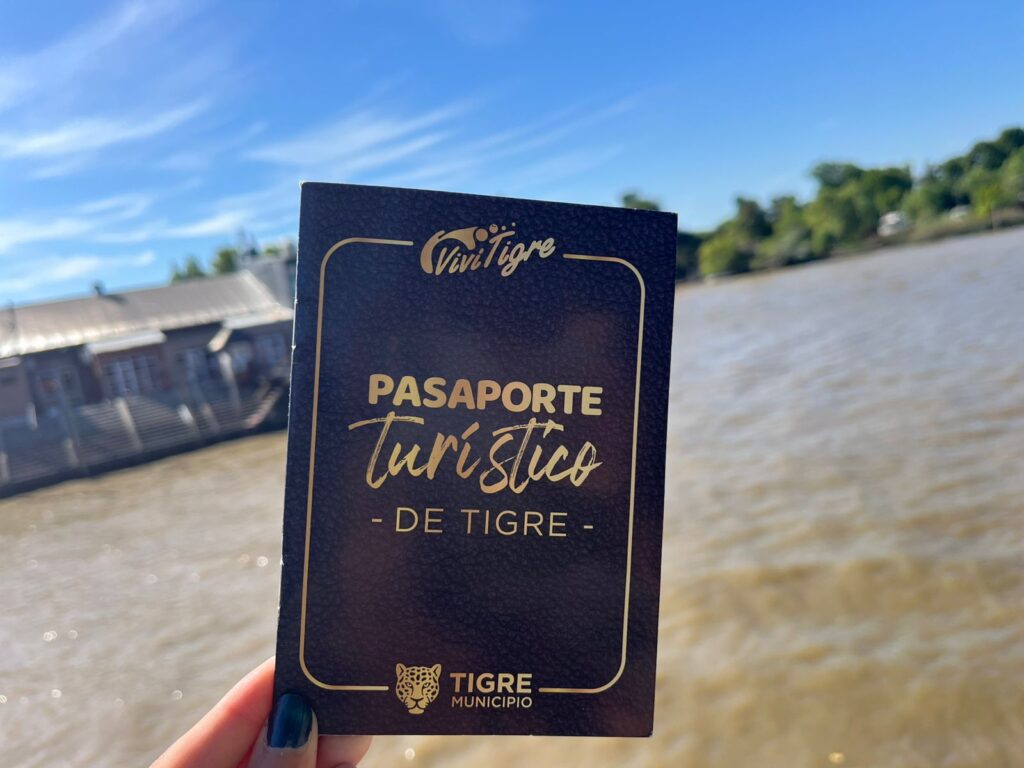 ViviTigre
PASAPORTE
turístico
- DE TIGRE -
TIGRE
MUNICIPIO